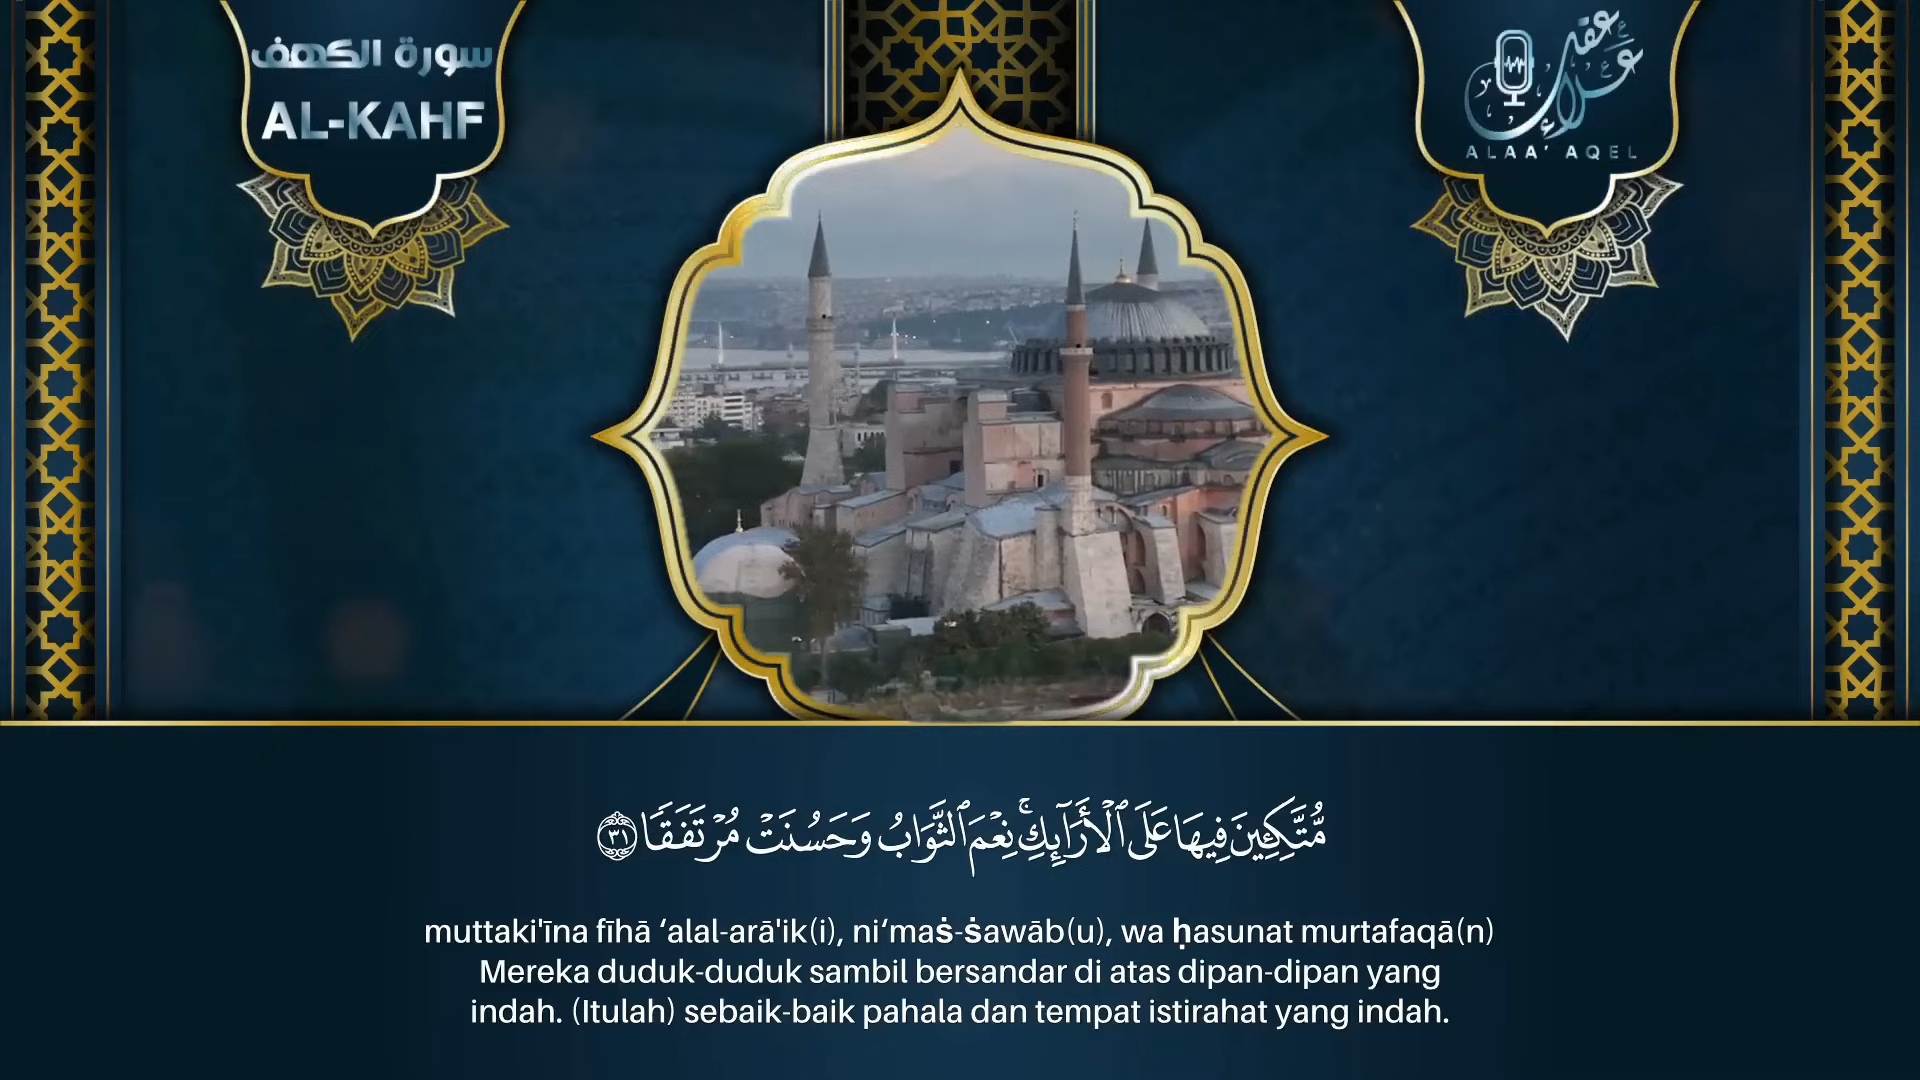 سورة الكهف
AL-KAHF
علاء عقل
ALAA' AQEL
مُّتَّكِـِٔينَ فِيهَا عَلَى ٱلْأَرَآئِكِۚ نِعْمَ ٱلثَّوَابُ وَحَسُنَتْ مُرْتَفَقًا ٣١
muttaki'īna fīhā ‘alal-arā'ik(i), ni‘maṡ-ṡawāb(u), wa ḥasunat murtafaqā(n)
Mereka duduk-duduk sambil bersandar di atas dipan-dipan yang
indah. (Itulah) sebaik-baik pahala dan tempat istirahat yang indah.